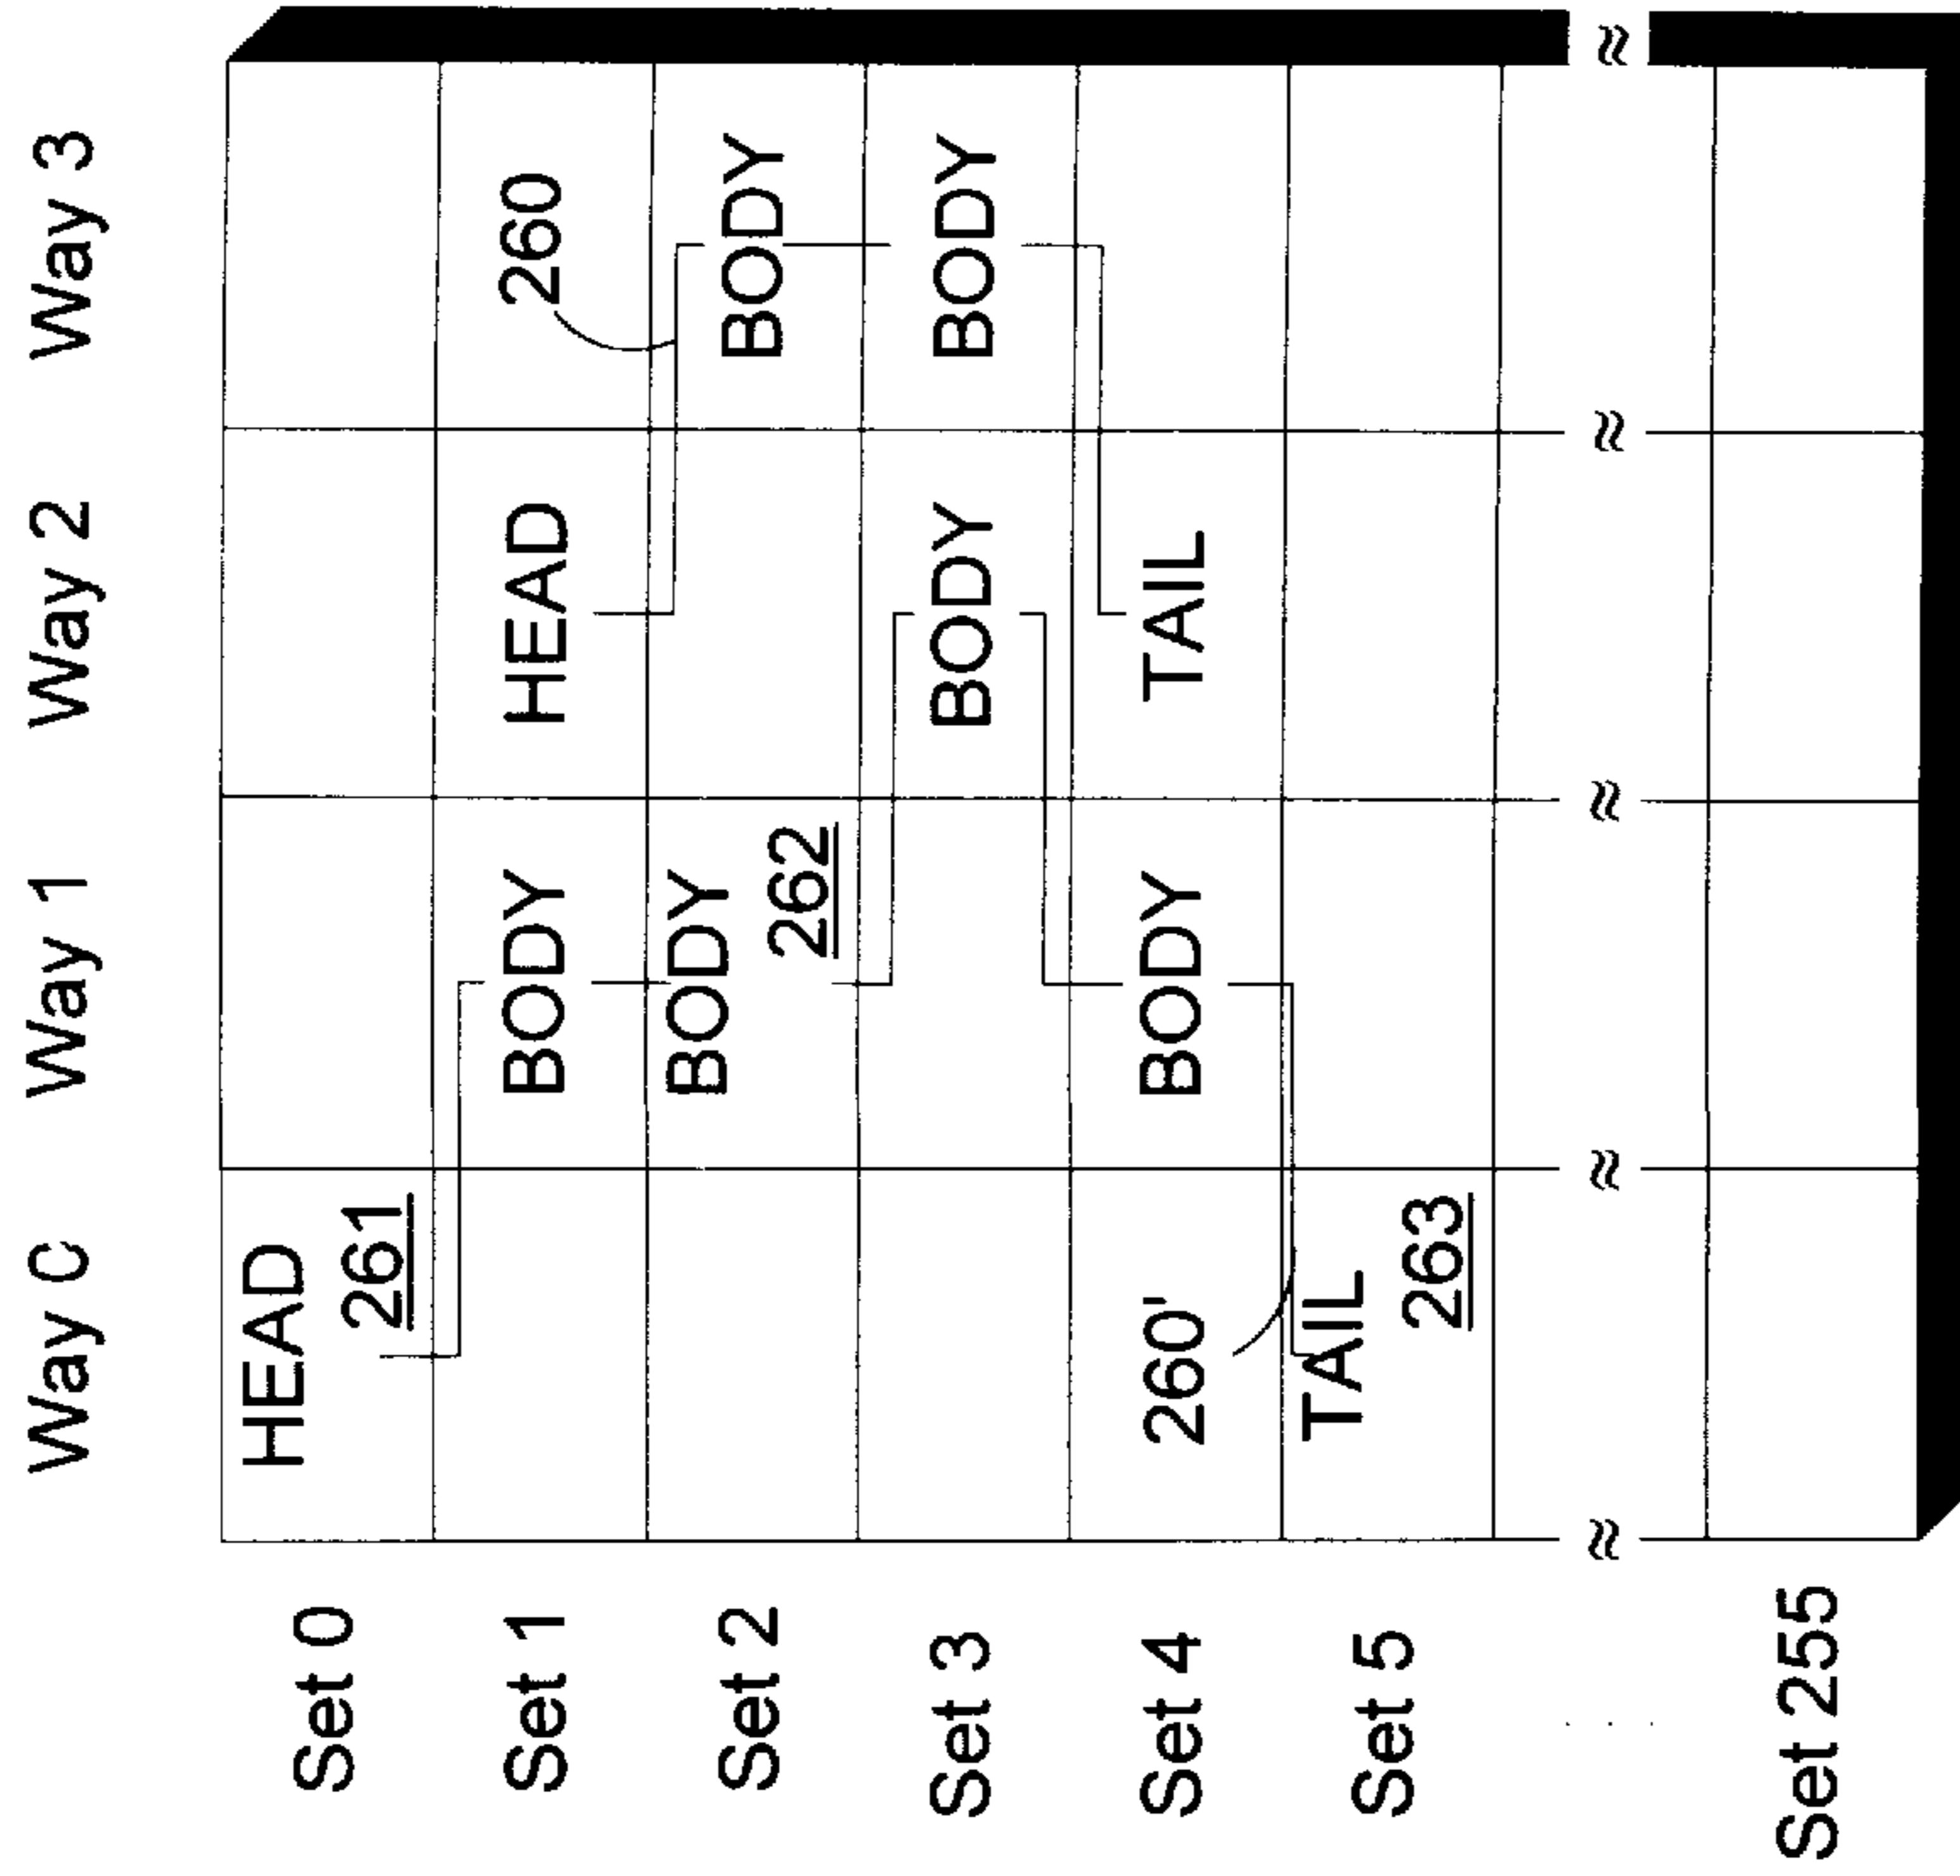 Way C Way 1 Way 2 Way 3
Set 0 HEAD
261
Set 1 BODY HEAD 260
Set 2 BODY BODY
262
Set 3 BODY BODY
Set 4 260' BODY TAIL
Set 5 TAIL
263
. . .
Set 255